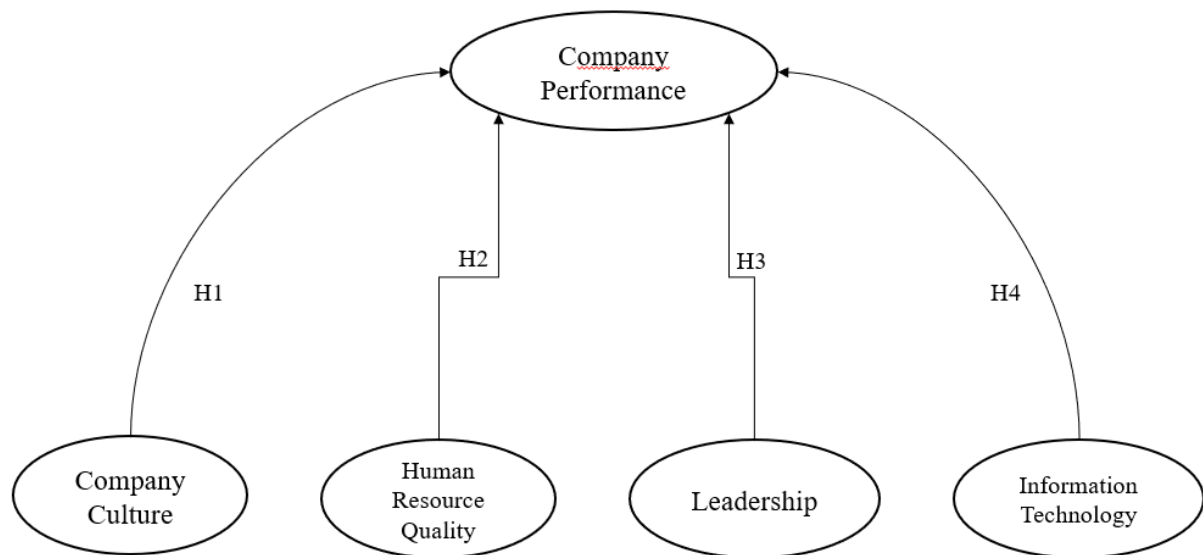 Company
Performance
H2
H3
H1
H4
Company
Culture
Human
Resource
Quality
Leadership
Information
Technology